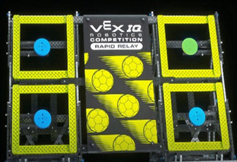 VEX IQ
ROBOTICS
COMPETITION
RAPID RELAY